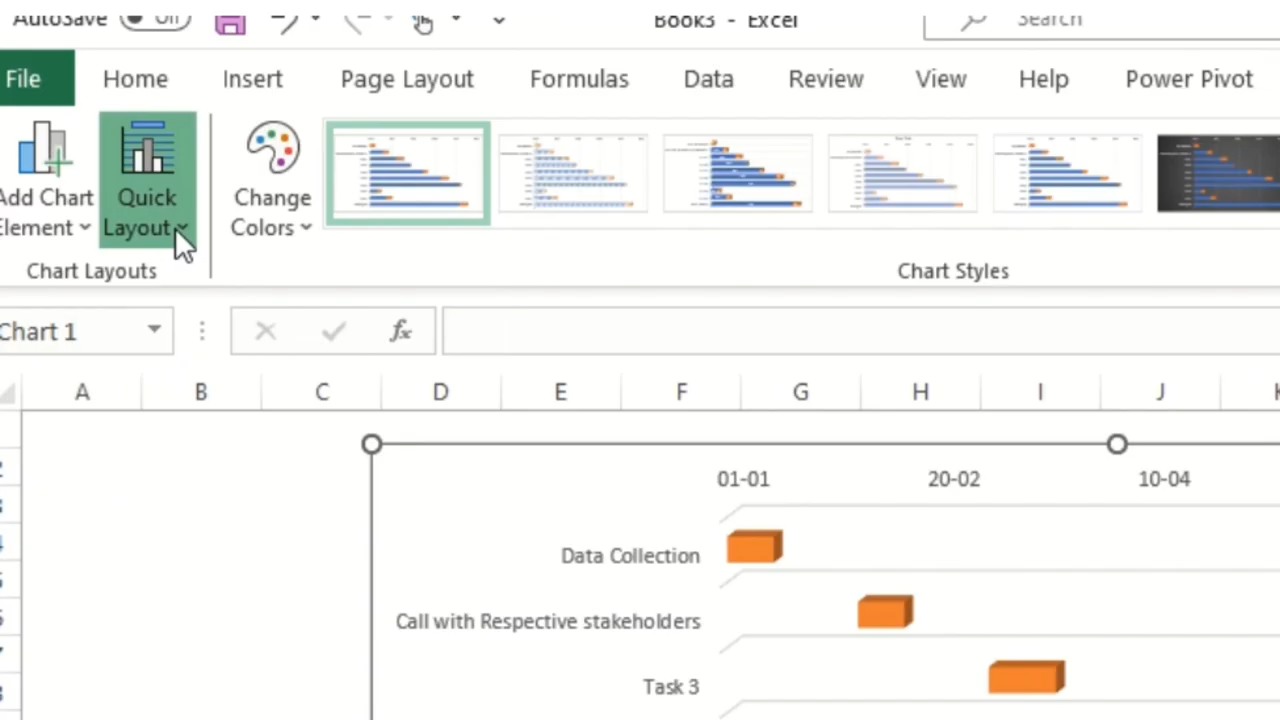 AutoSave Off Book3 - Excel Search
File Home Insert Page Layout Formulas Data Review View Help Power Pivot
Add Chart Element
Quick Layout
Change Colors
Chart Layouts Chart Styles
Chart 1 fx
A B C D E F G H I J K
01-01 20-02 10-04
Data Collection
Call with Respective stakeholders
Task 3